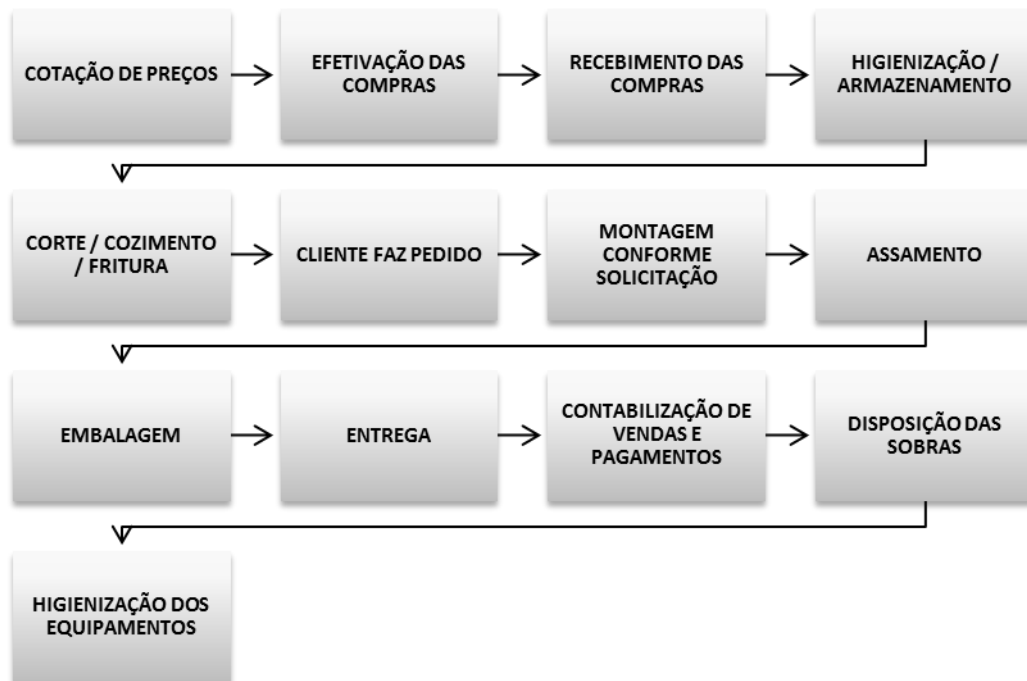 COTAÇÃO DE PREÇOS
EFETIVAÇÃO DAS
COMPRAS
RECEBIMENTO DAS
COMPRAS
HIGIENIZAÇÃO /
ARMAZENAMENTO
CORTE / COZIMENTO
/ FRITURA
CLIENTE FAZ PEDIDO
MONTAGEM
CONFORME
SOLICITAÇÃO
ASSAMENTO
EMBALAGEM
ENTREGA
CONTABILIZAÇÃO DE
VENDAS E
PAGAMENTOS
DISPOSIÇÃO DAS
SOBRAS
HIGIENIZAÇÃO DOS
EQUIPAMENTOS